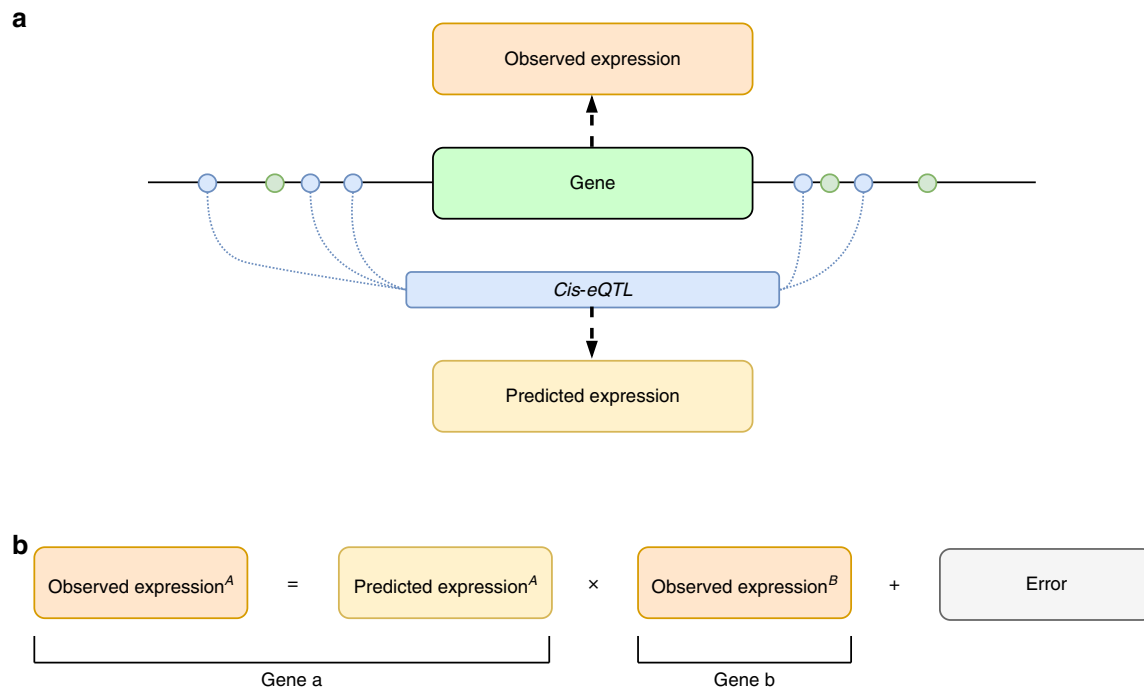 a
Observed expression
Gene
Cis-eQTL
Predicted expression
b
Observed expression^A = Predicted expression^A × Observed expression^B + Error
Gene a Gene b